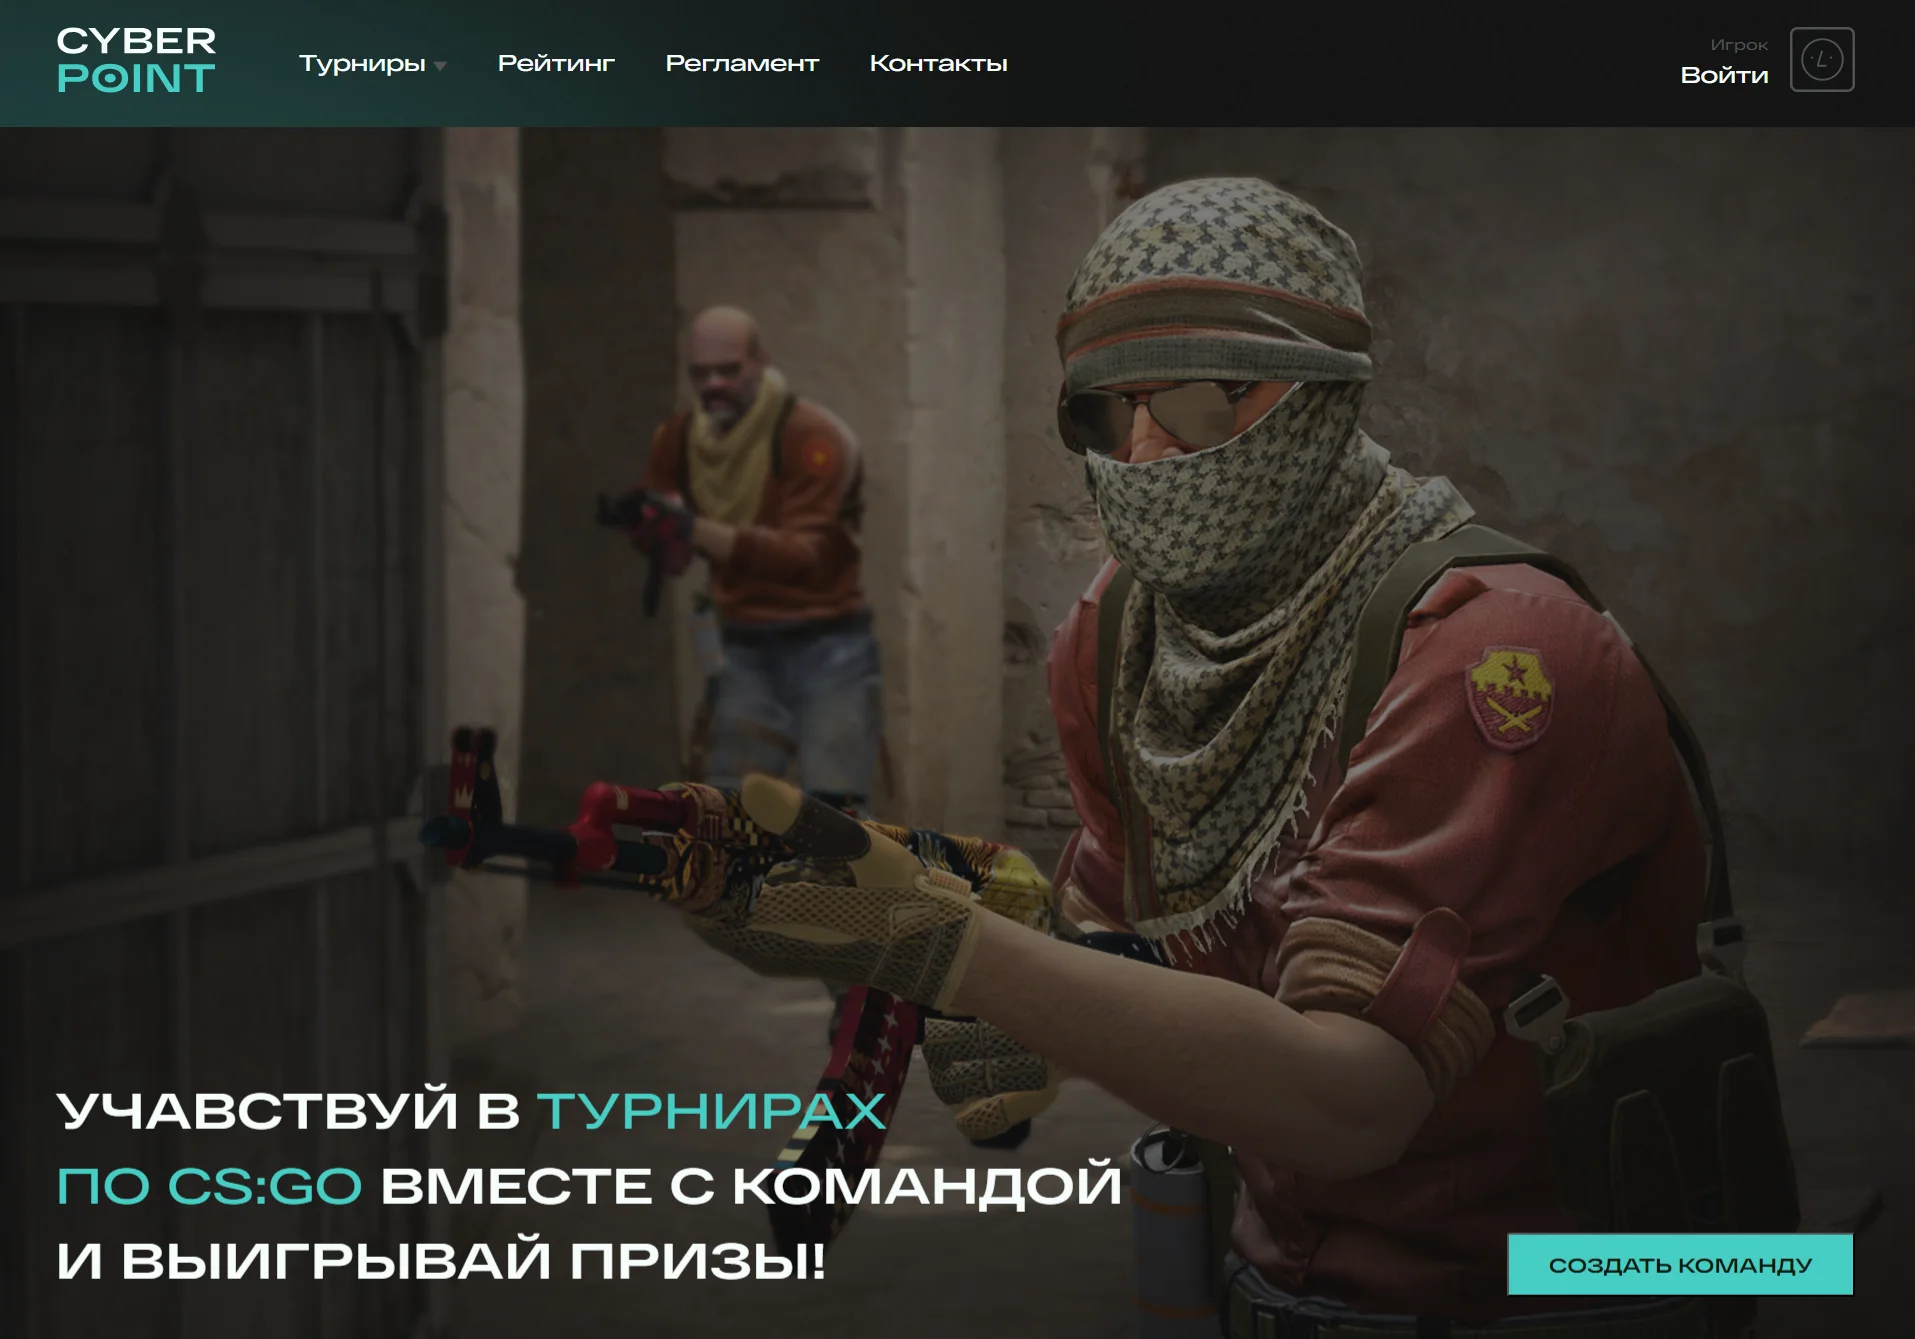 CYBER
POINT
Турниры
Рейтинг
Регламент
Контакты
Игрок
Войти
УЧАВСТВУЙ В ТУРНИРАХ
ПО CS:GO ВМЕСТЕ С КОМАНДОЙ
И ВЫИГРЫВАЙ ПРИЗЫ!
СОЗДАТЬ КОМАНДУ